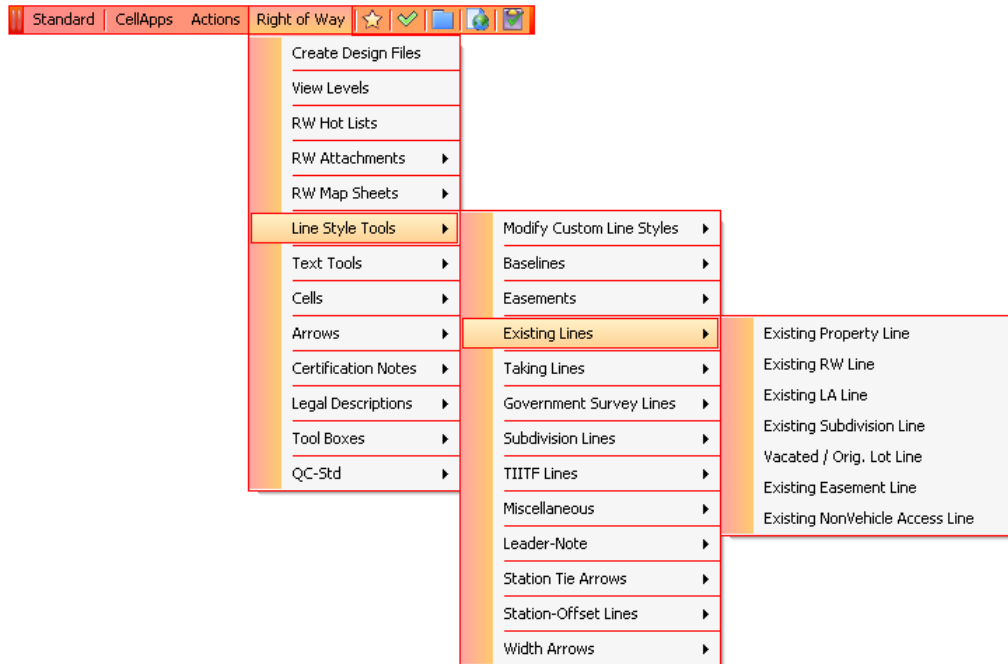 Standard CellApps Actions Right of Way
Create Design Files
View Levels
RW Hot Lists
RW Attachments
RW Map Sheets
Line Style Tools
Text Tools
Cells
Arrows
Certification Notes
Legal Descriptions
Tool Boxes
QC-Std
Modify Custom Line Styles
Baselines
Easements
Existing Lines
Taking Lines
Government Survey Lines
Subdivision Lines
TIITF Lines
Miscellaneous
Leader-Note
Station Tie Arrows
Station-Offset Lines
Width Arrows
Existing Property Line
Existing RW Line
Existing LA Line
Existing Subdivision Line
Vacated / Orig. Lot Line
Existing Easement Line
Existing NonVehicle Access Line